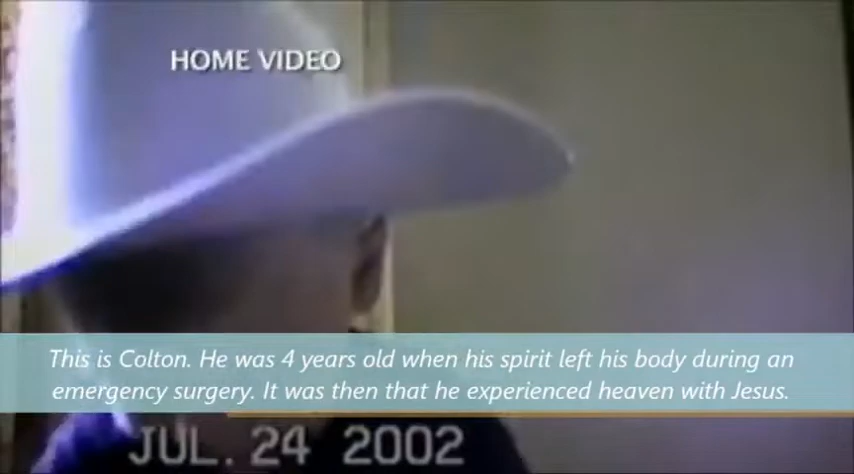 HOME VIDEO
This is Colton. He was 4 years old when his spirit left his body during an
emergency surgery. It was then that he experienced heaven with Jesus.
JUL. 24 2002